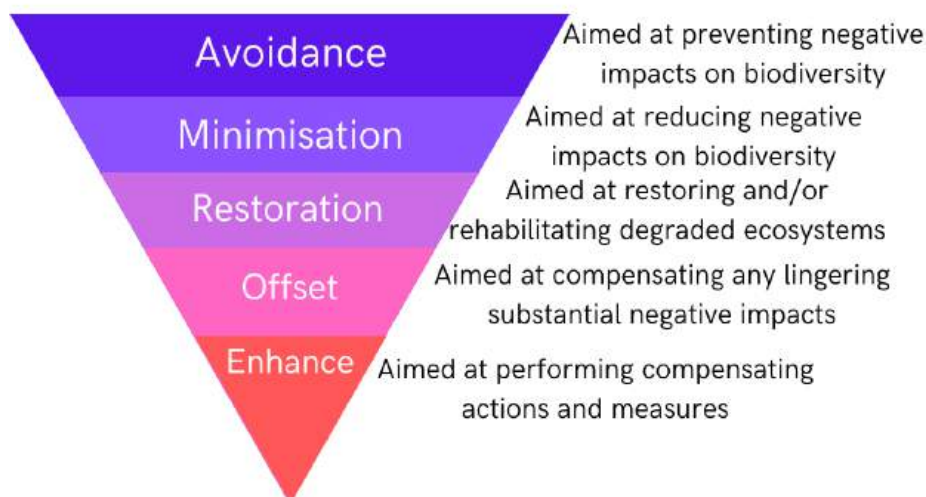 Avoidance
Aimed at preventing negative
impacts on biodiversity
Minimisation
Aimed at reducing negative
impacts on biodiversity
Restoration
Aimed at restoring and/or
rehabilitating degraded ecosystems
Offset
Aimed at compensating any lingering
substantial negative impacts
Enhance
Aimed at performing compensating
actions and measures